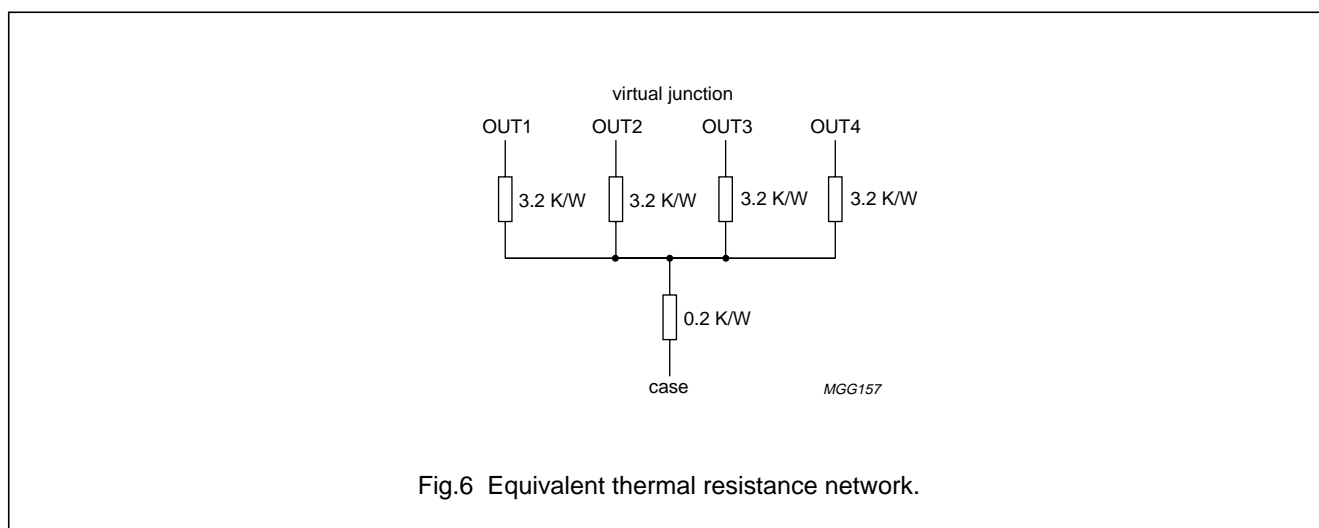 virtual junction
OUT1 OUT2 OUT3 OUT4
3.2 K/W 3.2 K/W 3.2 K/W 3.2 K/W
0.2 K/W
case
MGG157
Fig.6 Equivalent thermal resistance network.